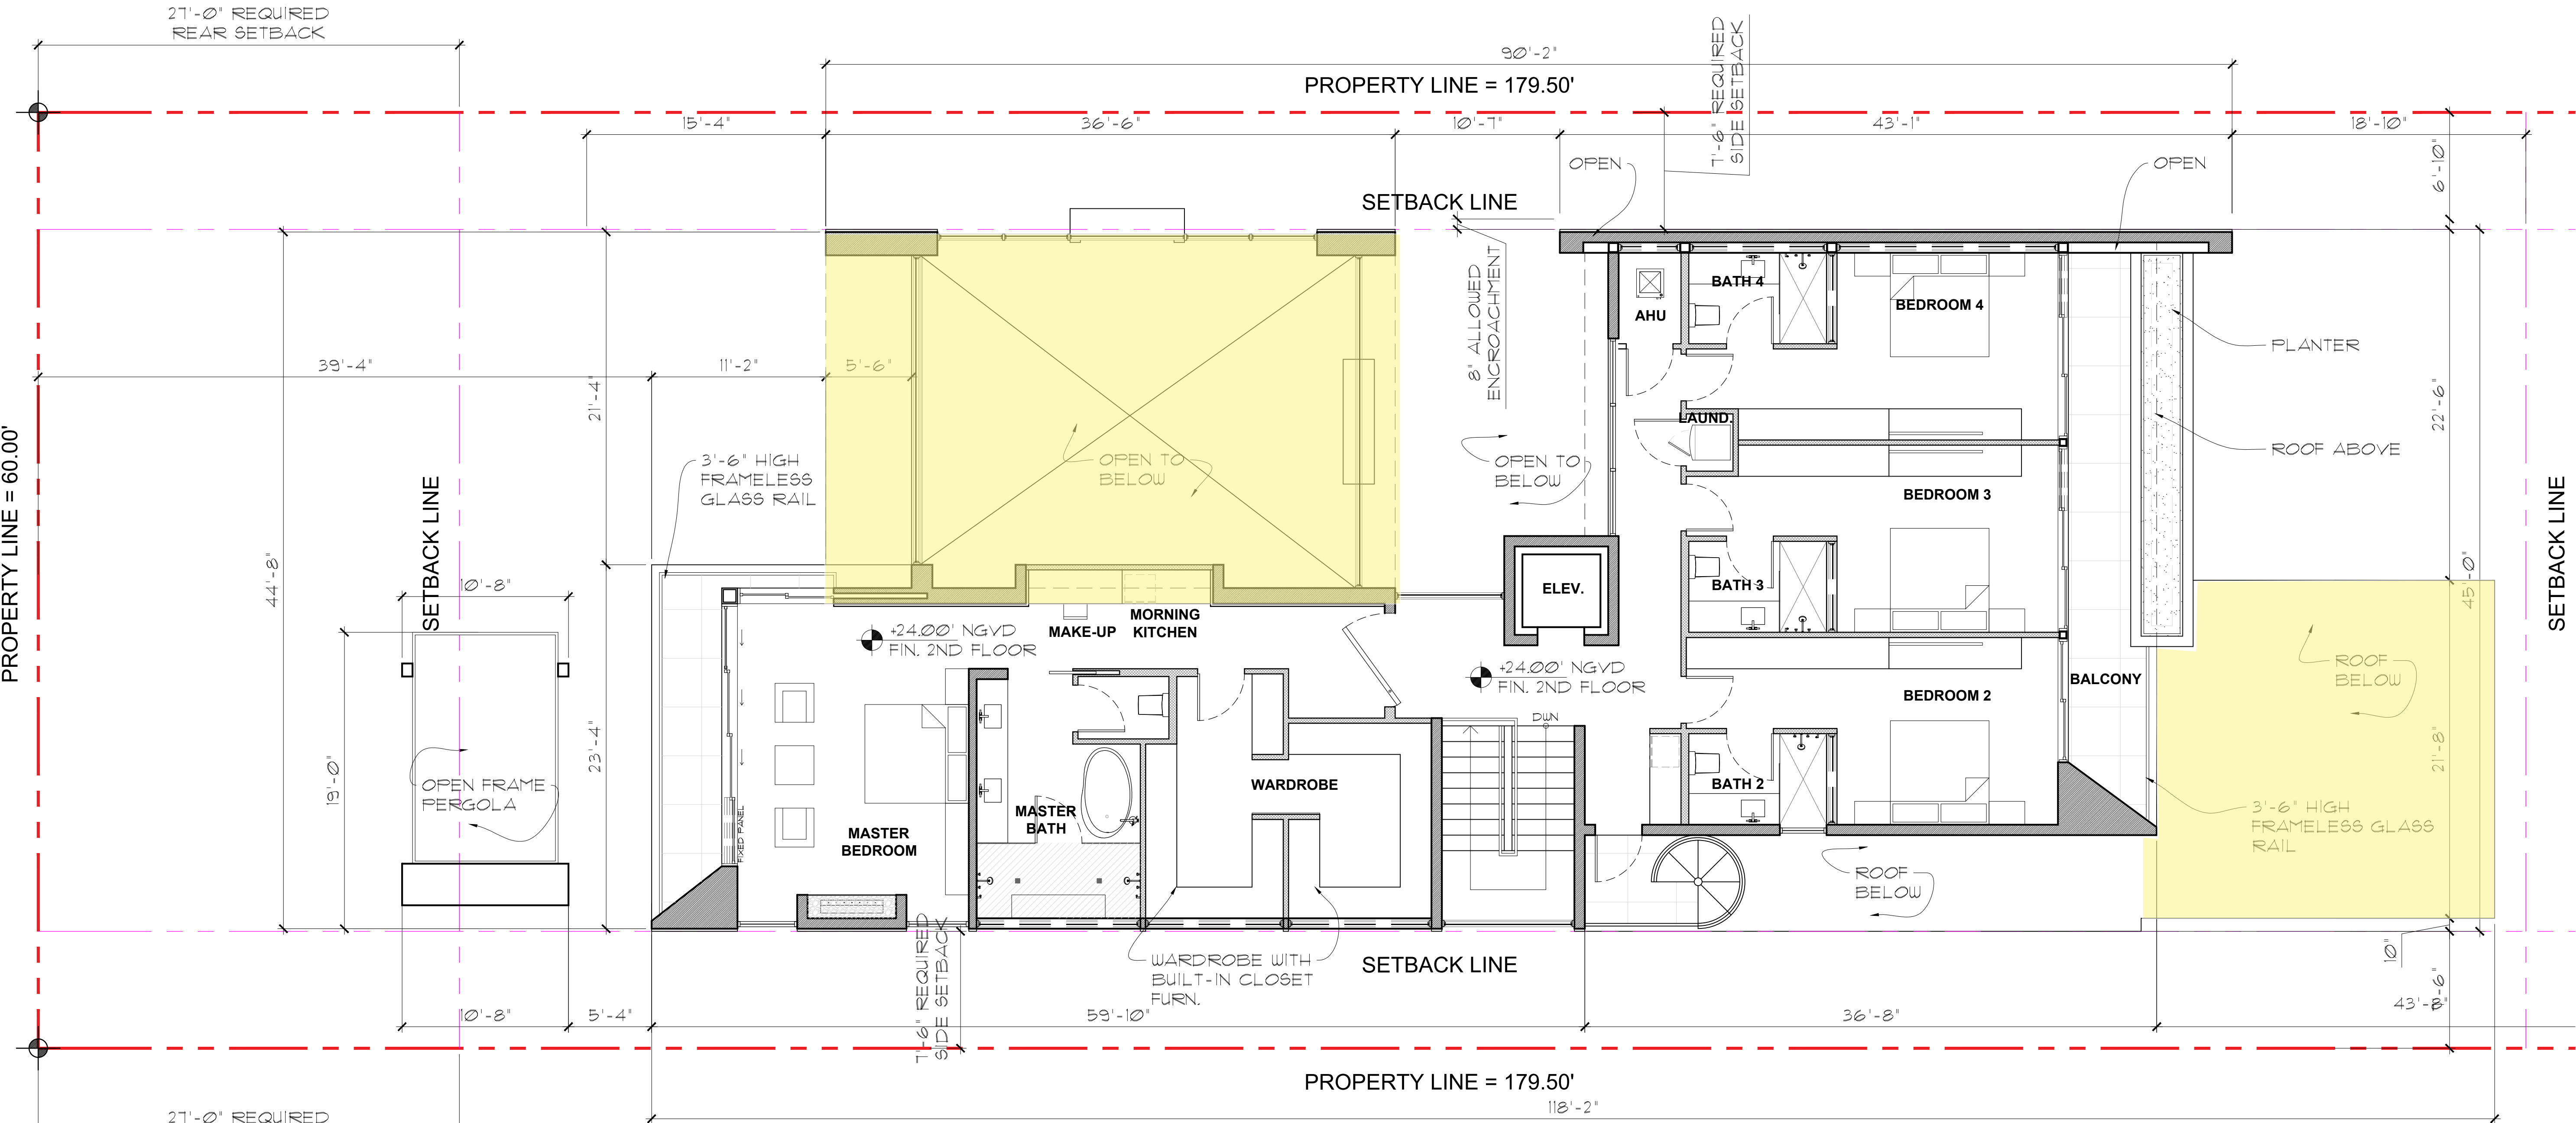 27'-0" REQUIRED
REAR SETBACK
90'-2"
PROPERTY LINE = 179.50'
7'-6" REQUIRED
SIDE SETBACK
15'-4"
36'-6"
10'-7"
43'-1"
18'-10"
OPEN
OPEN
6'-10"
SETBACK LINE
8" ALLOWED
ENCROACHMENT
BATH 4
BEDROOM 4
AHU
PLANTER
39'-4"
11'-2"
5'-6"
21'-4"
22'-6"
LAUND.
ROOF ABOVE
3'-6" HIGH
FRAMELESS
GLASS RAIL
OPEN TO
BELOW
OPEN TO
BELOW
BEDROOM 3
PROPERTY LINE = 60.00'
SETBACK LINE
SETBACK LINE
44'-8"
10'-8"
45'-0"
BATH 3
ELEV.
MORNING
KITCHEN
MAKE-UP
+24.00' NGVD
FIN. 2ND FLOOR
+24.00' NGVD
FIN. 2ND FLOOR
ROOF
BELOW
BALCONY
BEDROOM 2
DWN
23'-4"
19'-0"
21'-8"
OPEN FRAME
PERGOLA
WARDROBE
BATH 2
MASTER
BATH
FIXED PANEL
MASTER
BEDROOM
3'-6" HIGH
FRAMELESS GLASS
RAIL
ROOF
BELOW
7'-6" REQUIRED
SIDE SETBACK
WARDROBE WITH
BUILT-IN CLOSET
FURN.
SETBACK LINE
10"
10'-8"
5'-4"
59'-10"
36'-8"
43'-8"
PROPERTY LINE = 179.50'
118'-2"
27'-0" REQUIRED